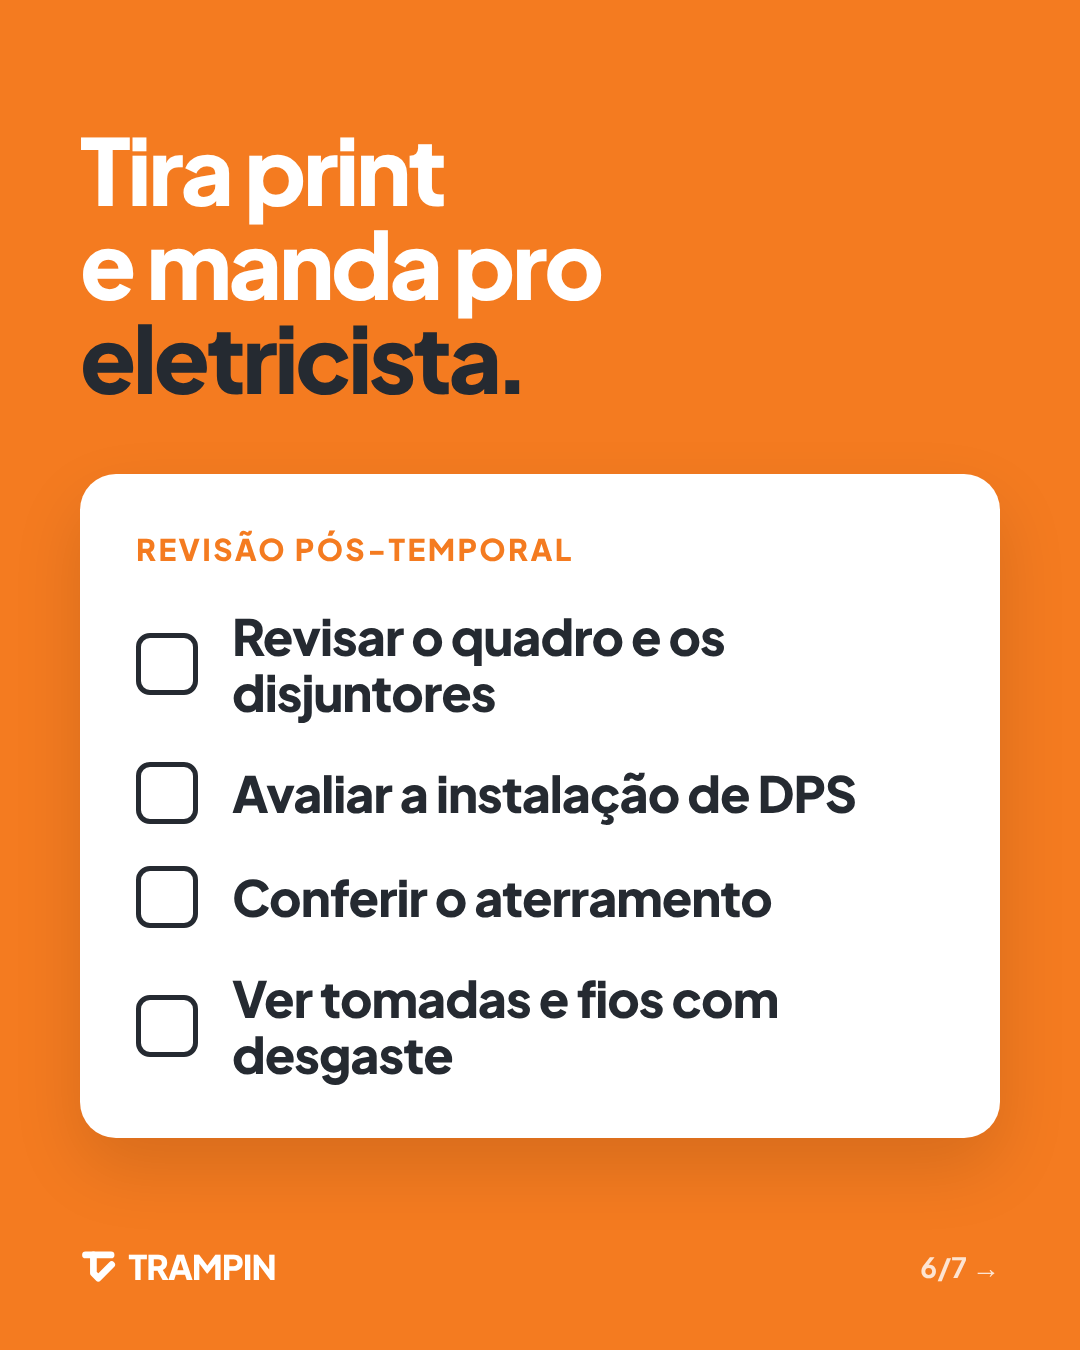 Tira print
e manda pro
eletricista.
REVISÃO PÓS-TEMPORAL
Revisar o quadro e os
disjuntores
Avaliar a instalação de DPS
Conferir o aterramento
Ver tomadas e fios com
desgaste
TRAMPIN
6/7 →